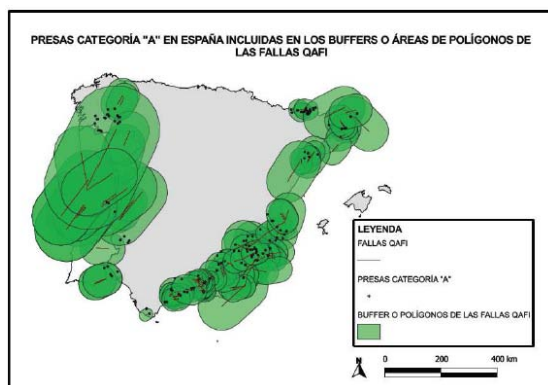 PRESAS CATEGORÍA "A" EN ESPAÑA INCLUIDAS EN LOS BUFFERS O ÁREAS DE POLÍGONOS DE
LAS FALLAS QAFI
LEYENDA
FALLAS QAFI
PRESAS CATEGORÍA "A"
BUFFER O POLÍGONOS DE LAS FALLAS QAFI
N
0 200 400 km